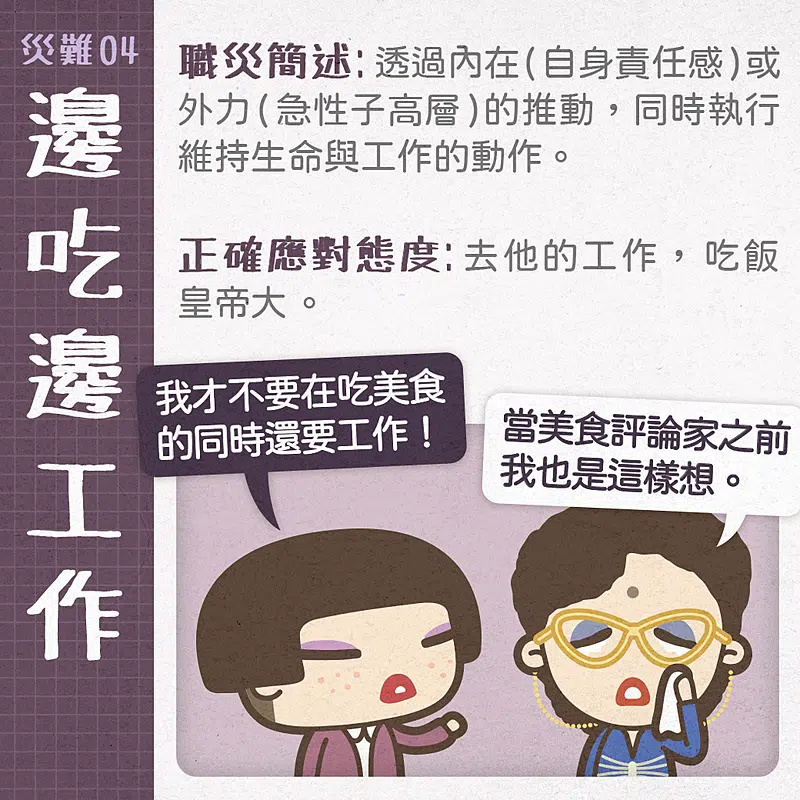 災難04
邊吃邊工作
職災簡述:透過內在(自身責任感)或
外力(急性子高層)的推動,同時執行
維持生命與工作的動作。
正確應對態度:去他的工作,吃飯
皇帝大。
我才不要在吃美食
的同時還要工作!
當美食評論家之前
我也是這樣想。